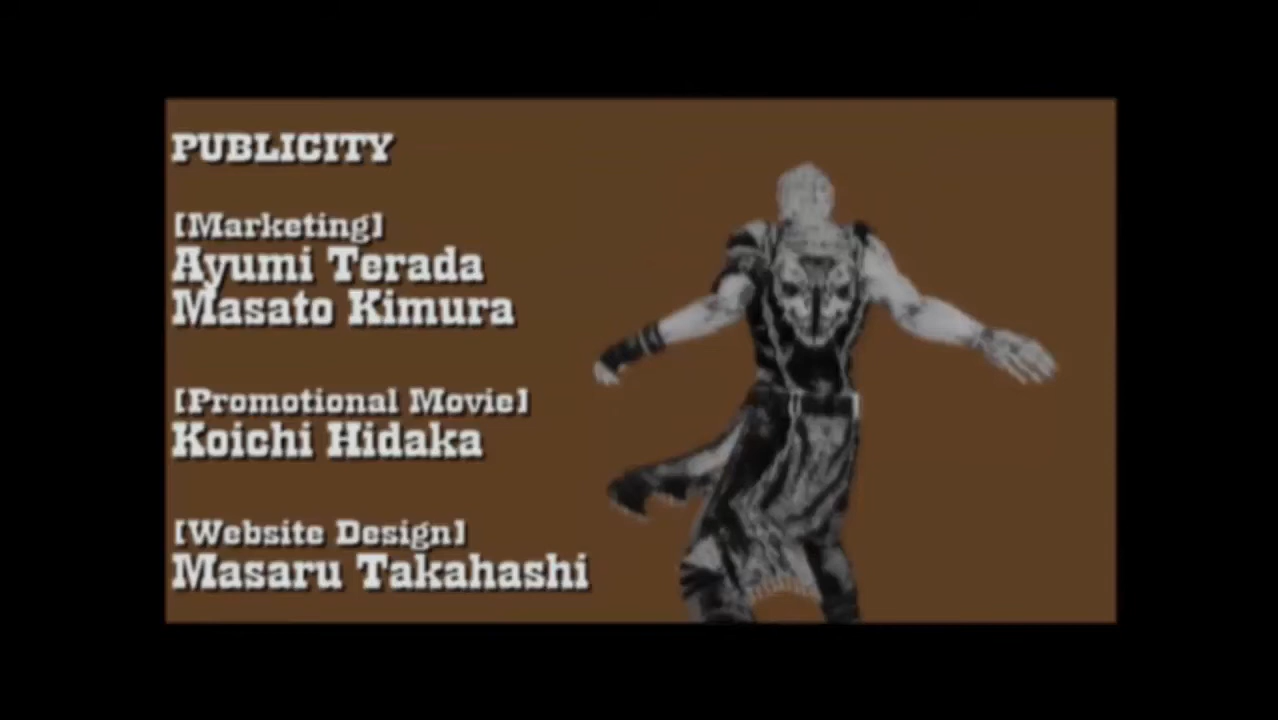 PUBLICITY
[Marketing]
Ayumi Terada
Masato Kimura
[Promotional Movie]
Koichi Hidaka
[Website Design]
Masaru Takahashi